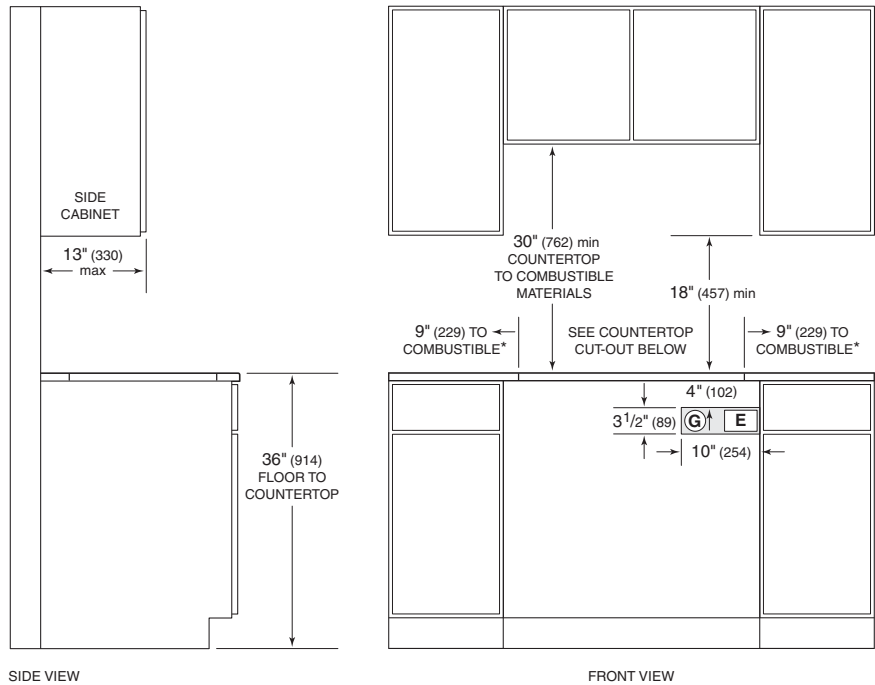 SIDE
CABINET
13" (330)
max
36" (914)
FLOOR TO
COUNTERTOP
SIDE VIEW
30" (762) min
COUNTERTOP
TO COMBUSTIBLE
MATERIALS
18" (457) min
9" (229) TO
COMBUSTIBLE*
SEE COUNTERTOP
CUT-OUT BELOW
9" (229) TO
COMBUSTIBLE*
4" (102)
3 1/2" (89)
G
E
10" (254)
FRONT VIEW